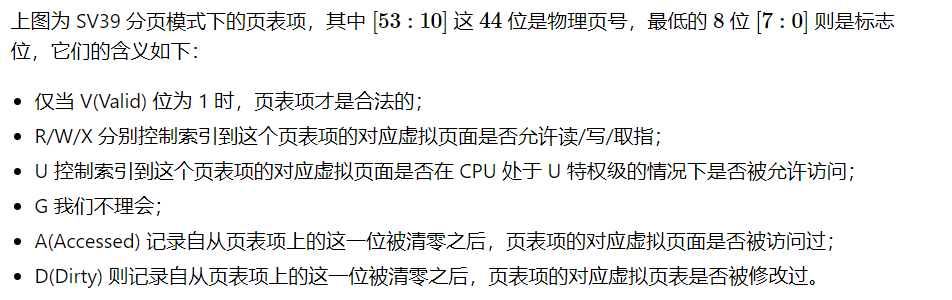 上图为 SV39 分页模式下的页表项，其中 [53 : 10] 这 44 位是物理页号，最低的 8 位 [7 : 0] 则是标志
位，它们的含义如下：
• 仅当 V(Valid) 位为 1 时，页表项才是合法的；
• R/W/X 分别控制索引到这个页表项的对应虚拟页面是否允许读/写/取指；
• U 控制索引到这个页表项的对应虚拟页面是否在 CPU 处于 U 特权级的情况下是否被允许访问；
• G 我们不理会；
• A(Accessed) 记录自从页表项上的这一位被清零之后，页表项的对应虚拟页面是否被访问过；
• D(Dirty) 则记录自从页表项上的这一位被清零之后，页表项的对应虚拟页表是否被修改过。